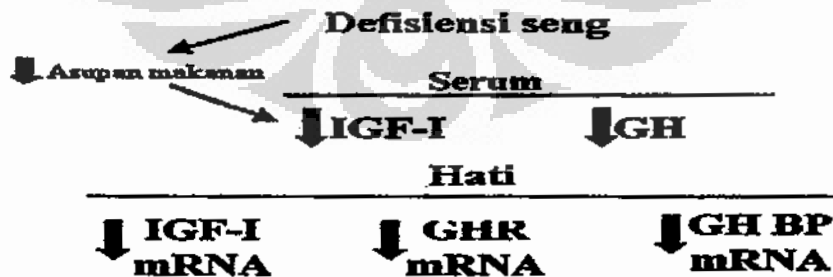 Defisiensi seng
Asupan makanan
Serum
IGF-I GH
Hati
IGF-I GHR GH BP
mRNA mRNA mRNA